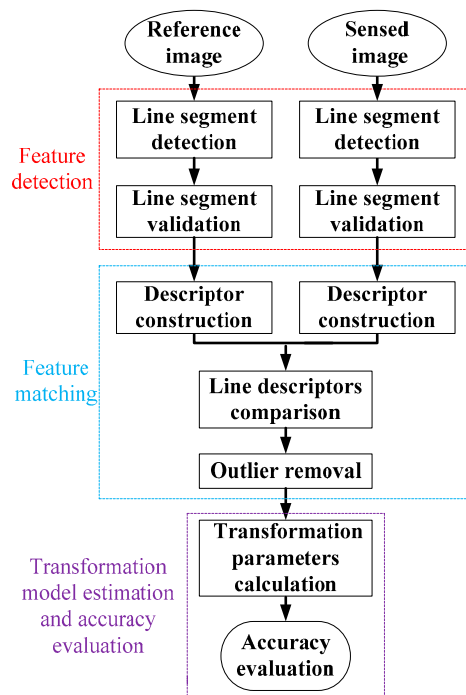 Reference
image
Sensed
image
Feature
detection
Line segment
detection
Line segment
detection
Line segment
validation
Line segment
validation
Feature
matching
Descriptor
construction
Descriptor
construction
Line descriptors
comparison
Outlier removal
Transformation
model estimation
and accuracy
evaluation
Transformation
parameters
calculation
Accuracy
evaluation